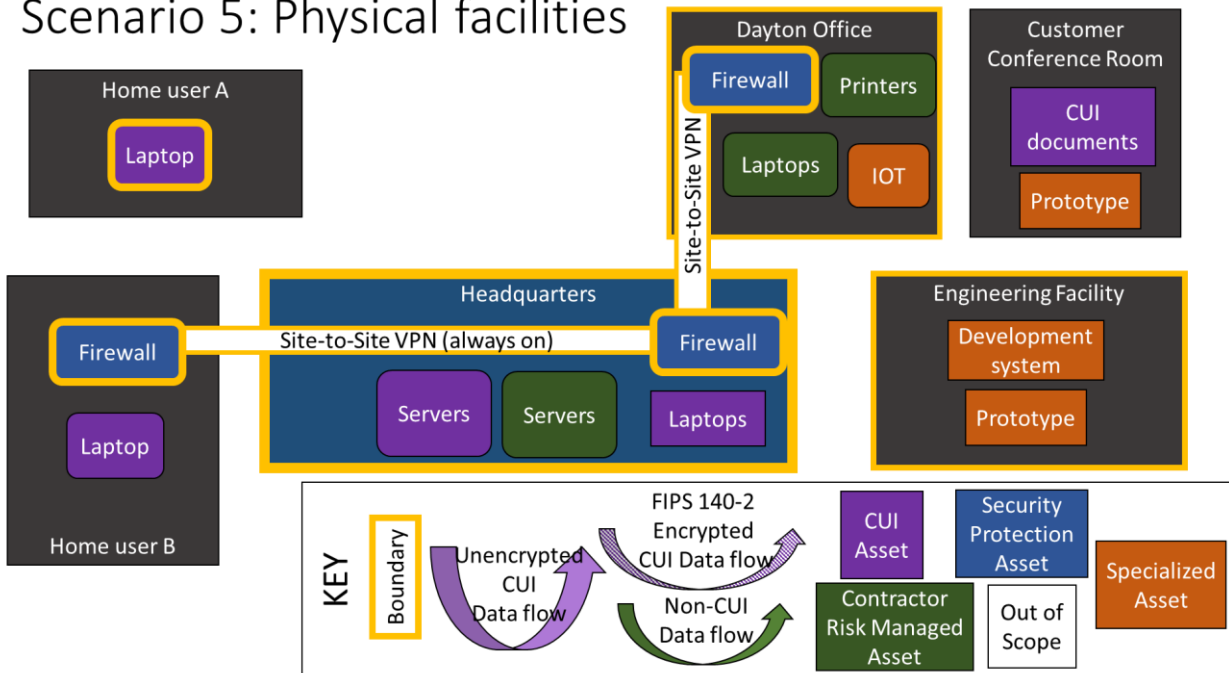 Scenario 5: Physical facilities
Home user A
Laptop
Dayton Office
Firewall
Printers
Laptops
IOT
Site-to-Site VPN
Customer
Conference Room
CUI
documents
Prototype
Headquarters
Firewall
Site-to-Site VPN (always on)
Firewall
Servers
Servers
Laptops
Laptop
Home user B
Engineering Facility
Development
system
Prototype
KEY
Boundary
Unencrypted
CUI
Data flow
FIPS 140-2
Encrypted
CUI Data flow
Non-CUI
Data flow
CUI
Asset
Security
Protection
Asset
Contractor
Risk Managed
Asset
Out of
Scope
Specialized
Asset